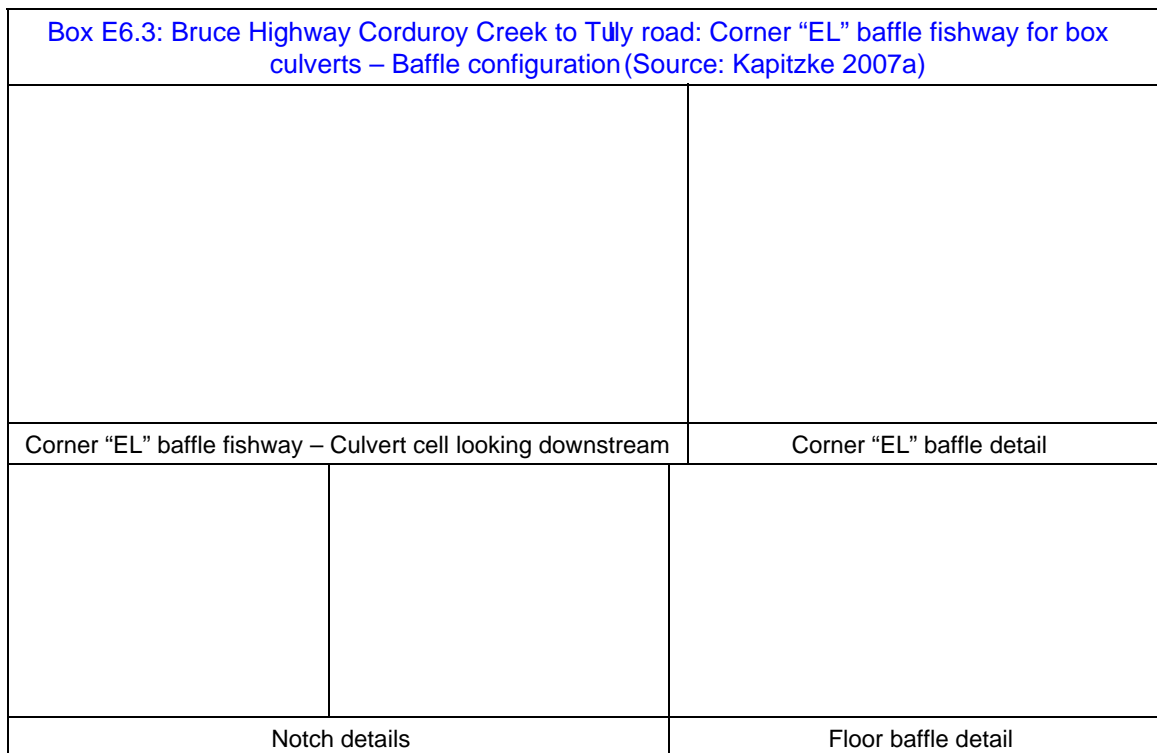 Box E6.3: Bruce Highway Corduroy Creek to Tully road: Corner “EL” baffle fishway for box
culverts – Baffle configuration (Source: Kapitzke 2007a)
Corner “EL” baffle fishway – Culvert cell looking downstream
Corner “EL” baffle detail
Notch details
Floor baffle detail